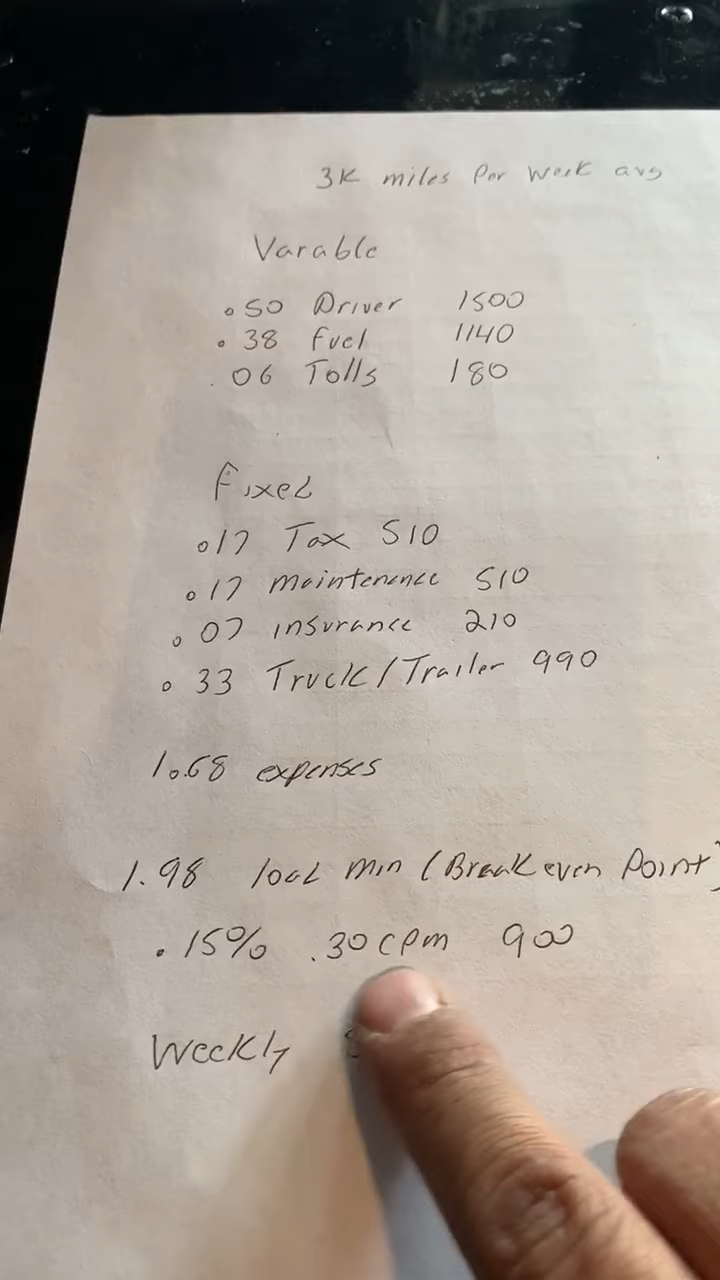 3K miles Per Week avg
Varable
.50 Driver 1500
.38 fuel 1140
.06 Tolls 180
Fixed
.17 Tax 510
.17 maintenance 510
.07 insurance 210
.33 Truck/Trailer 990
1.68 expenses
1.98 load min (Break even Point)
.15% .30 cpm 900
Weekly